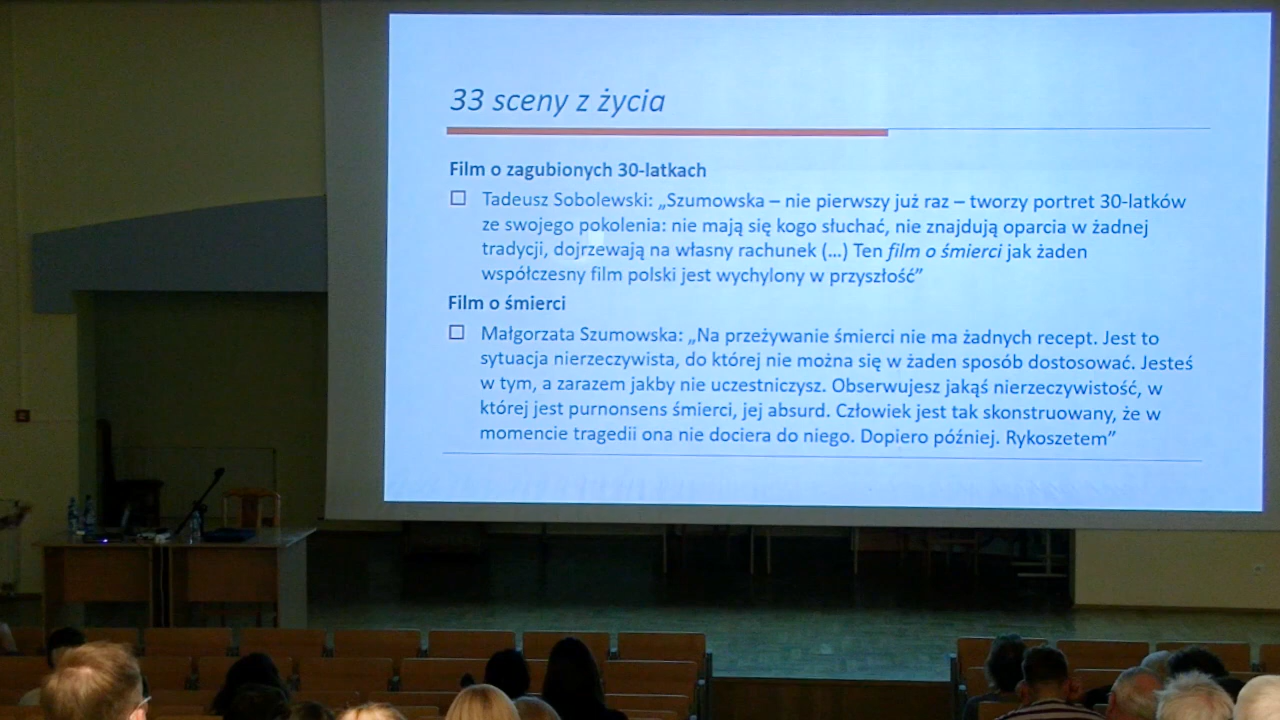 33 sceny z życia
Film o zagubionych 30-latkach
Tadeusz Sobolewski: „Szumowska – nie pierwszy już raz – tworzy portret 30-latków
ze swojego pokolenia: nie mają się kogo słuchać, nie znajdują oparcia w żadnej
tradycji, dojrzewają na własny rachunek (…) Ten film o śmierci jak żaden
współczesny film polski jest wychylony w przyszłość”
Film o śmierci
Małgorzata Szumowska: „Na przeżywanie śmierci nie ma żadnych recept. Jest to
sytuacja nierzeczywista, do której nie można się w żaden sposób dostosować. Jesteś
w tym, a zarazem jakby nie uczestniczysz. Obserwujesz jakąś nierzeczywistość, w
której jest purnonsens śmierci, jej absurd. Człowiek jest tak skonstruowany, że w
momencie tragedii ona nie dociera do niego. Dopiero później. Rykoszetem”